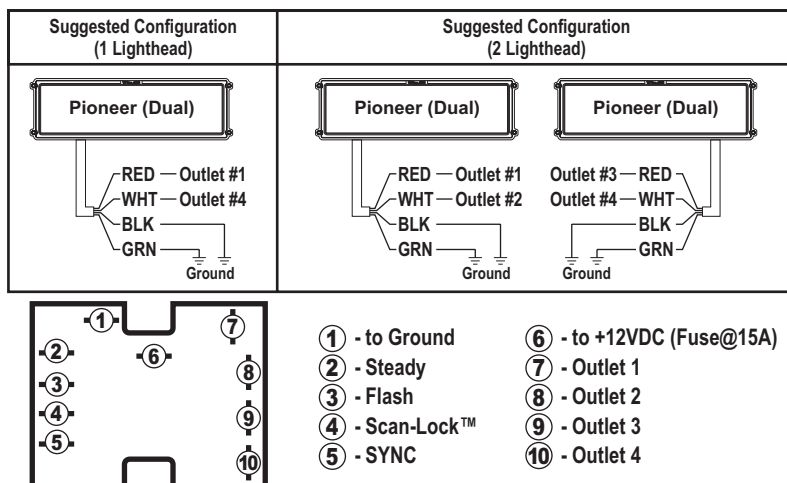 Suggested Configuration
(1 Lighthead)
Suggested Configuration
(2 Lighthead)
Pioneer (Dual)
RED
Outlet #1
WHT
Outlet #4
BLK
GRN
Ground
Pioneer (Dual)
RED
Outlet #1
WHT
Outlet #2
BLK
GRN
Ground
Pioneer (Dual)
Outlet #3
RED
Outlet #4
WHT
BLK
GRN
Ground
1
2
3
4
5
6
7
8
9
10
1 - to Ground
2 - Steady
3 - Flash
4 - Scan-Lock™
5 - SYNC
6 - to +12VDC (Fuse@15A)
7 - Outlet 1
8 - Outlet 2
9 - Outlet 3
10 - Outlet 4